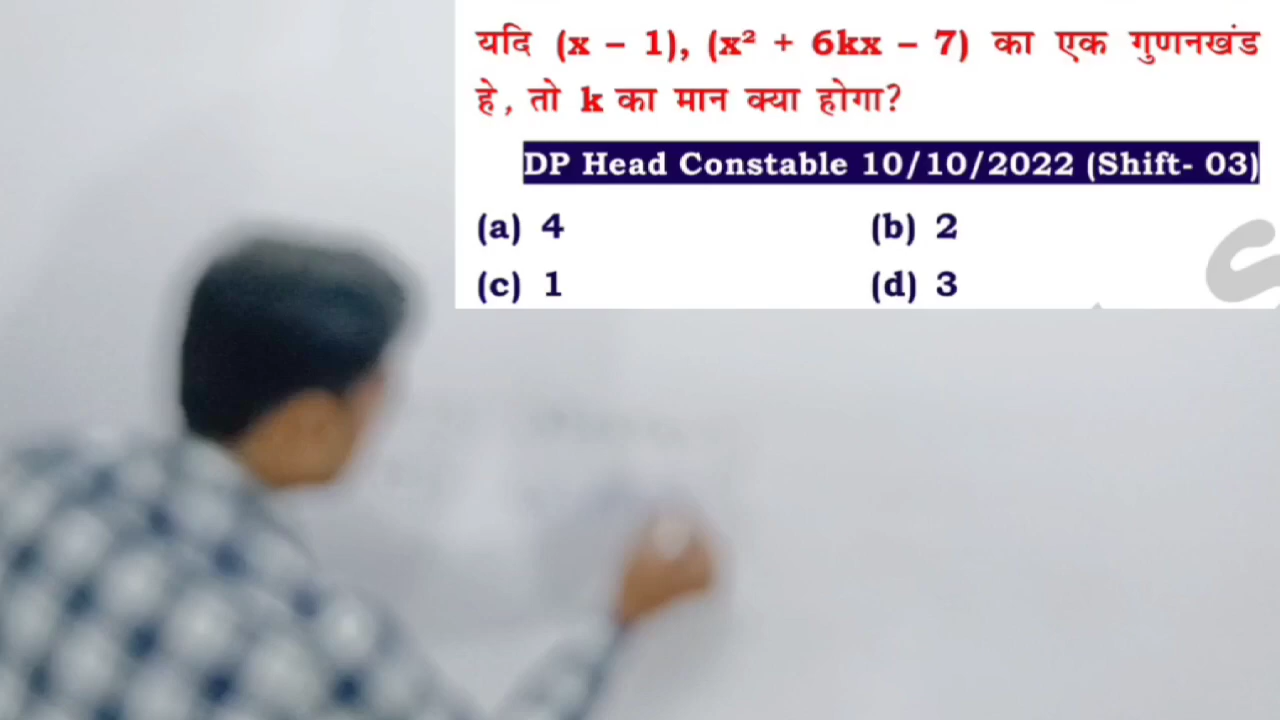 यदि (x – 1), (x² + 6kx – 7) का एक गुणनखंड
हे, तो k का मान क्या होगा?
DP Head Constable 10/10/2022 (Shift- 03)
(a) 4 (b) 2
(c) 1 (d) 3